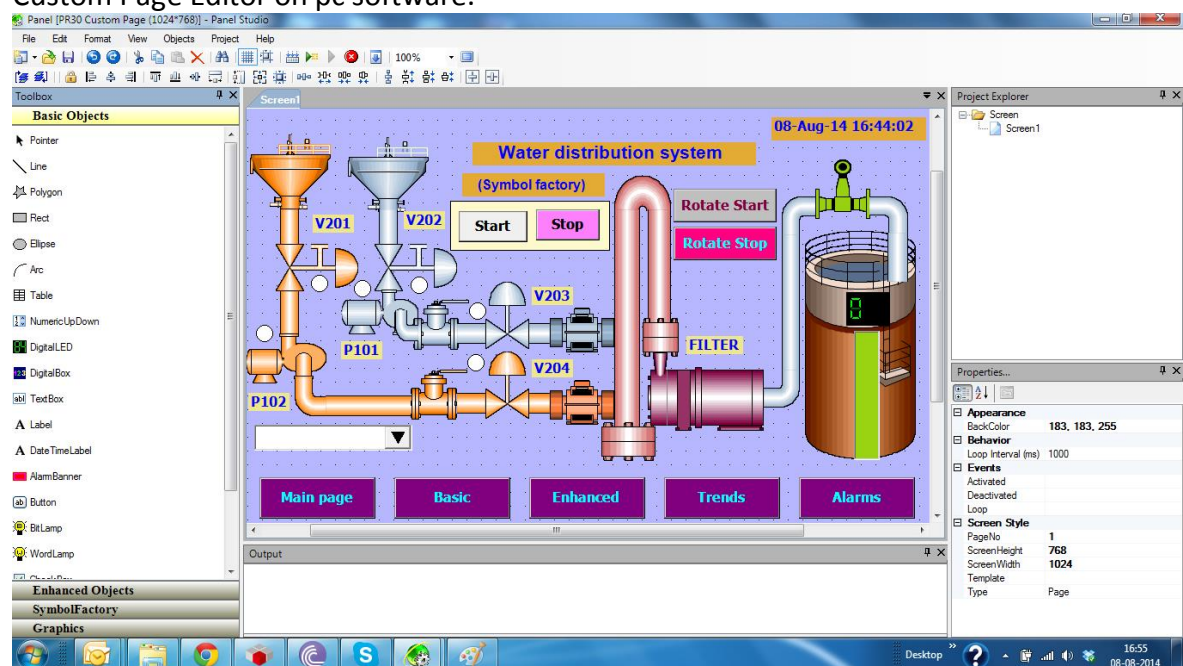 Custom Page Editor on pc software.
Panel [PR30 Custom Page (1024*768)] - Panel Studio
File Edit Format View Objects Project Help
100%
Toolbox
Basic Objects
Pointer
Line
Polygon
Rect
Ellipse
Arc
Table
NumericUpDown
DigitalLED
DigitalBox
TextBox
Label
DateTimeLabel
AlarmBanner
Button
BitLamp
WordLamp
Enhanced Objects
SymbolFactory
Graphics
Screen1
08-Aug-14 16:44:02
Water distribution system
(Symbol factory)
Start Stop
Rotate Start
Rotate Stop
V201 V202
V203
P101
FILTER
V204
P102
0
Main page Basic Enhanced Trends Alarms
Output
Project Explorer
Screen
Screen1
Properties...
Appearance
BackColor 183, 183, 255
Behavior
Loop Interval (ms) 1000
Events
Activated
Deactivated
Loop
Screen Style
PageNo 1
ScreenHeight 768
ScreenWidth 1024
Template
Type Page
Desktop
16:55
08-08-2014